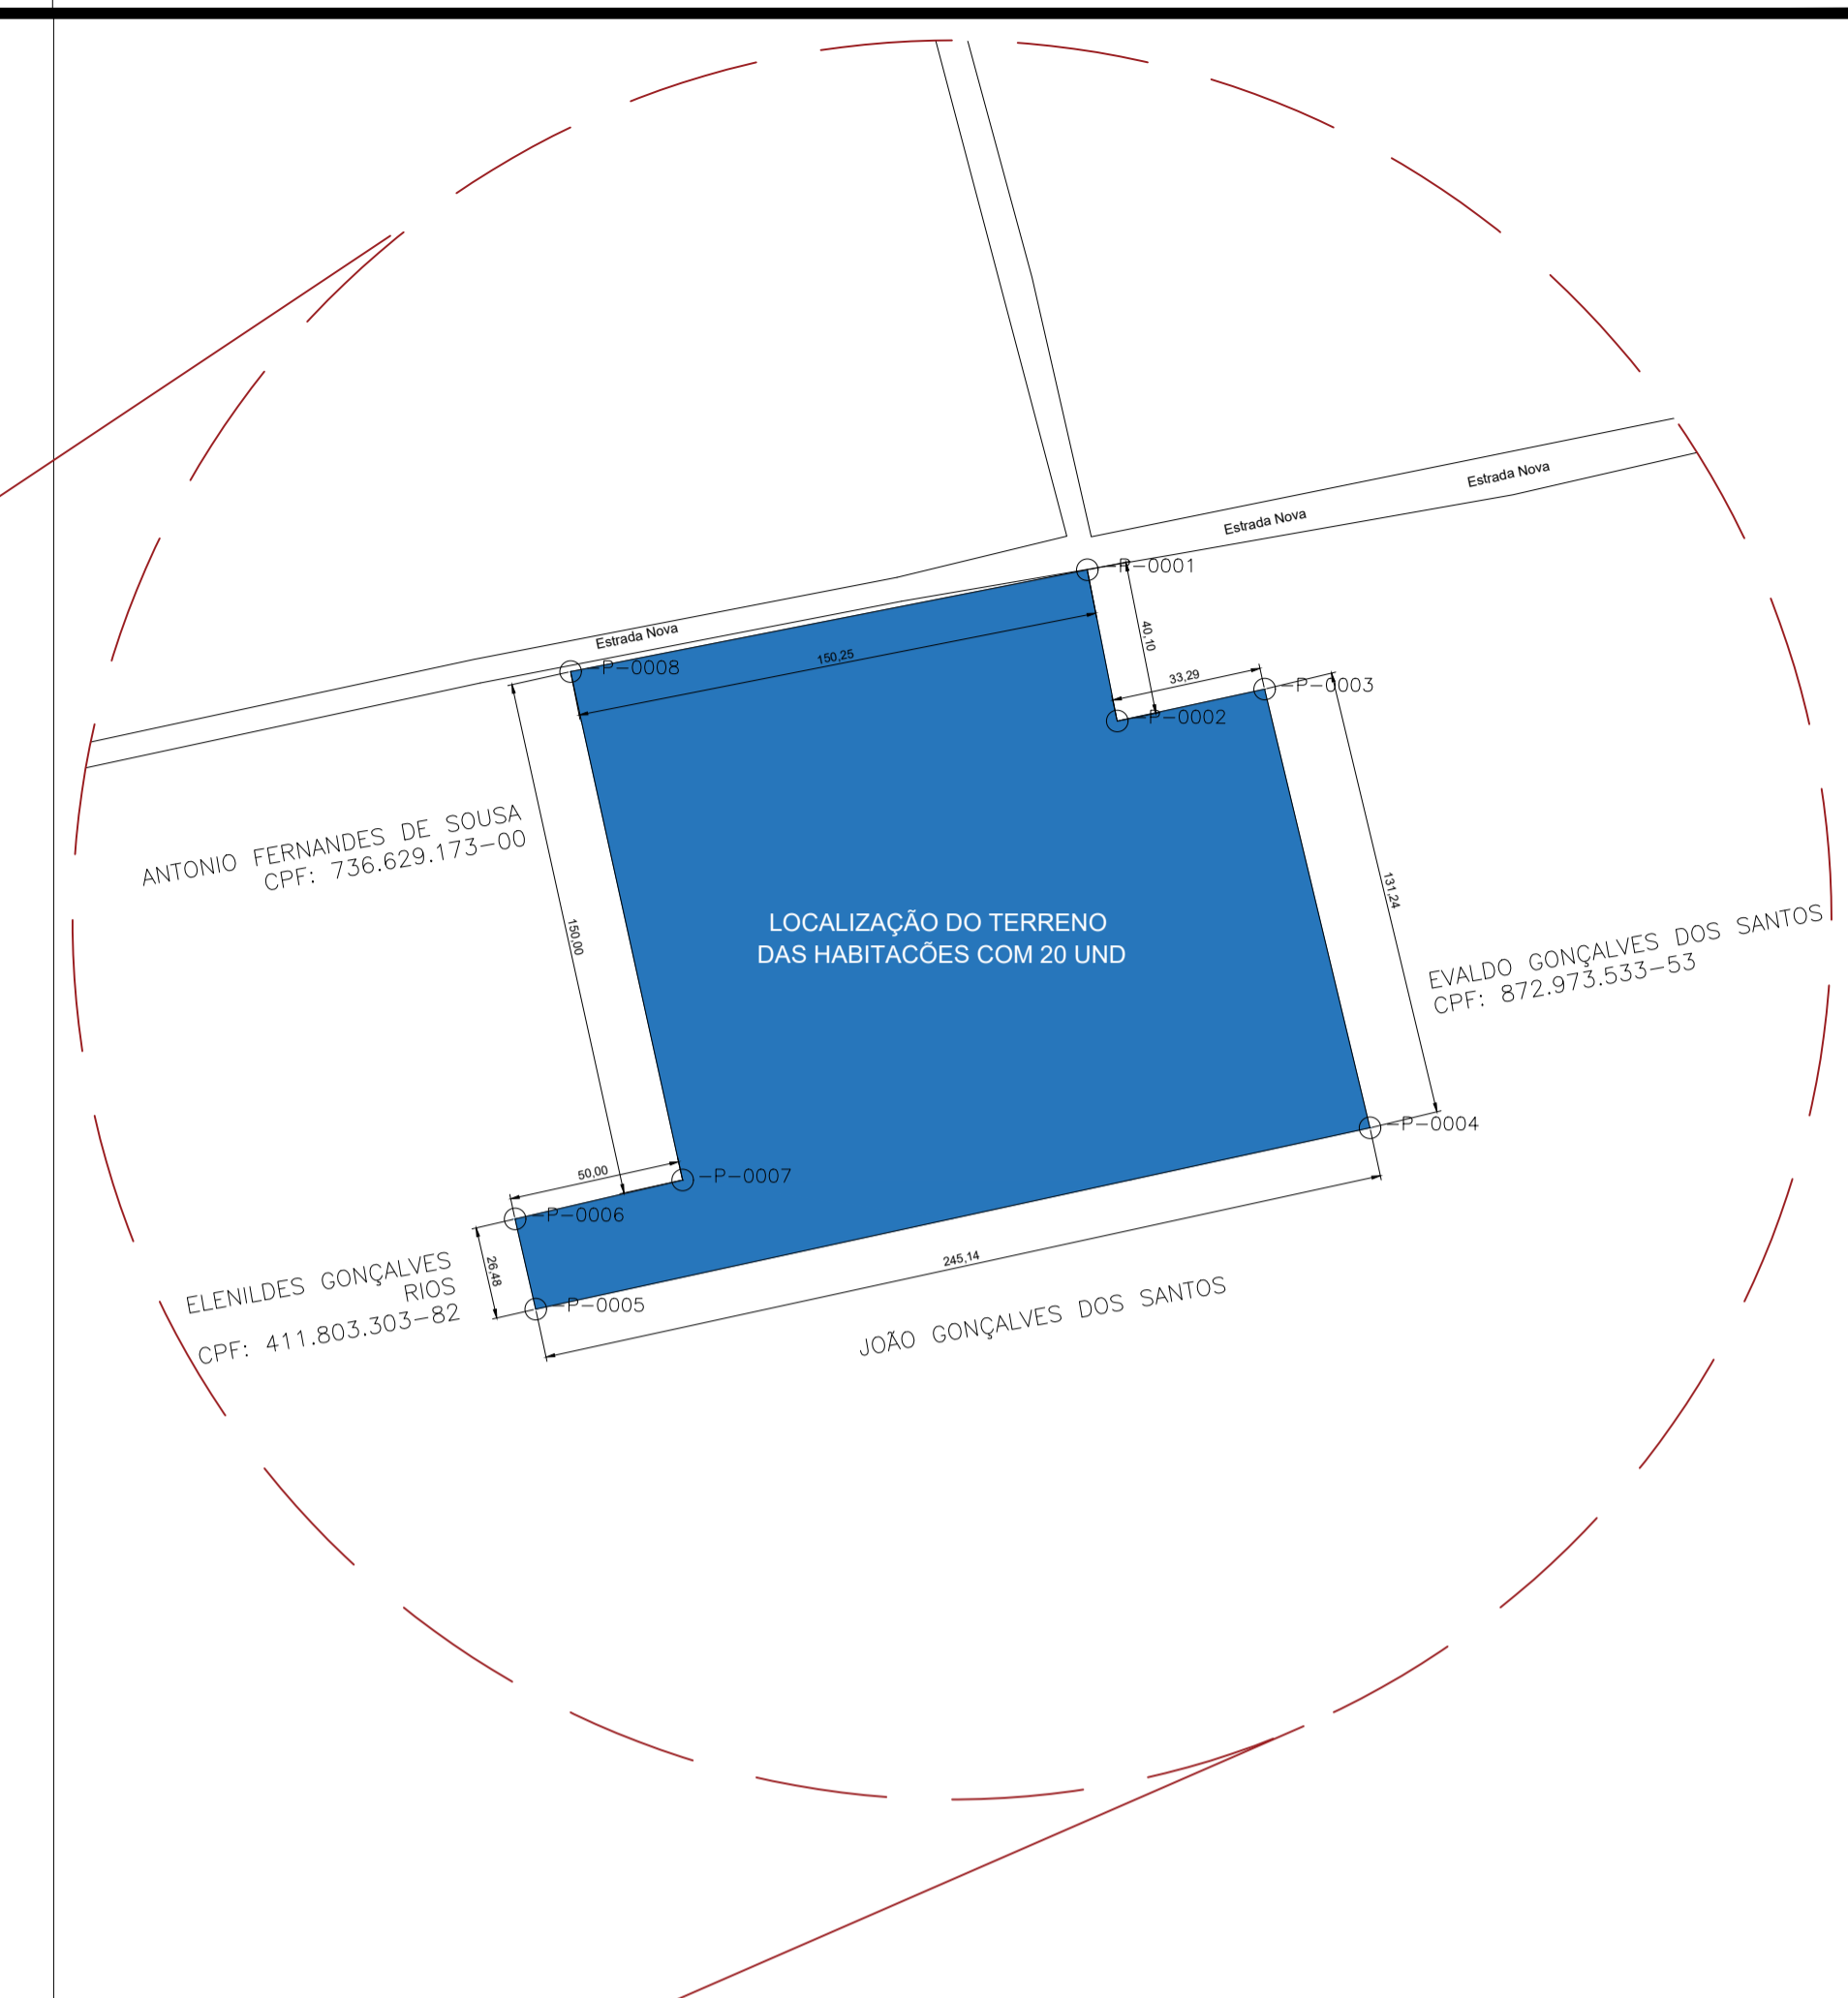 Estrada Nova
Estrada Nova
Estrada Nova
P-0001
40,10
150,25
P-0008
33,29
P-0003
P-0002
ANTONIO FERNANDES DE SOUSA
CPF: 736.629.173-00
150,00
131,24
LOCALIZAÇÃO DO TERRENO
DAS HABITACÕES COM 20 UND
EVALDO GONÇALVES DOS SANTOS
CPF: 872.973.533-53
P-0004
50,00
P-0007
P-0006
26,48
ELENILDES GONÇALVES
RIOS
CPF: 411.803.303-82
P-0005
245,14
JOÃO GONÇALVES DOS SANTOS